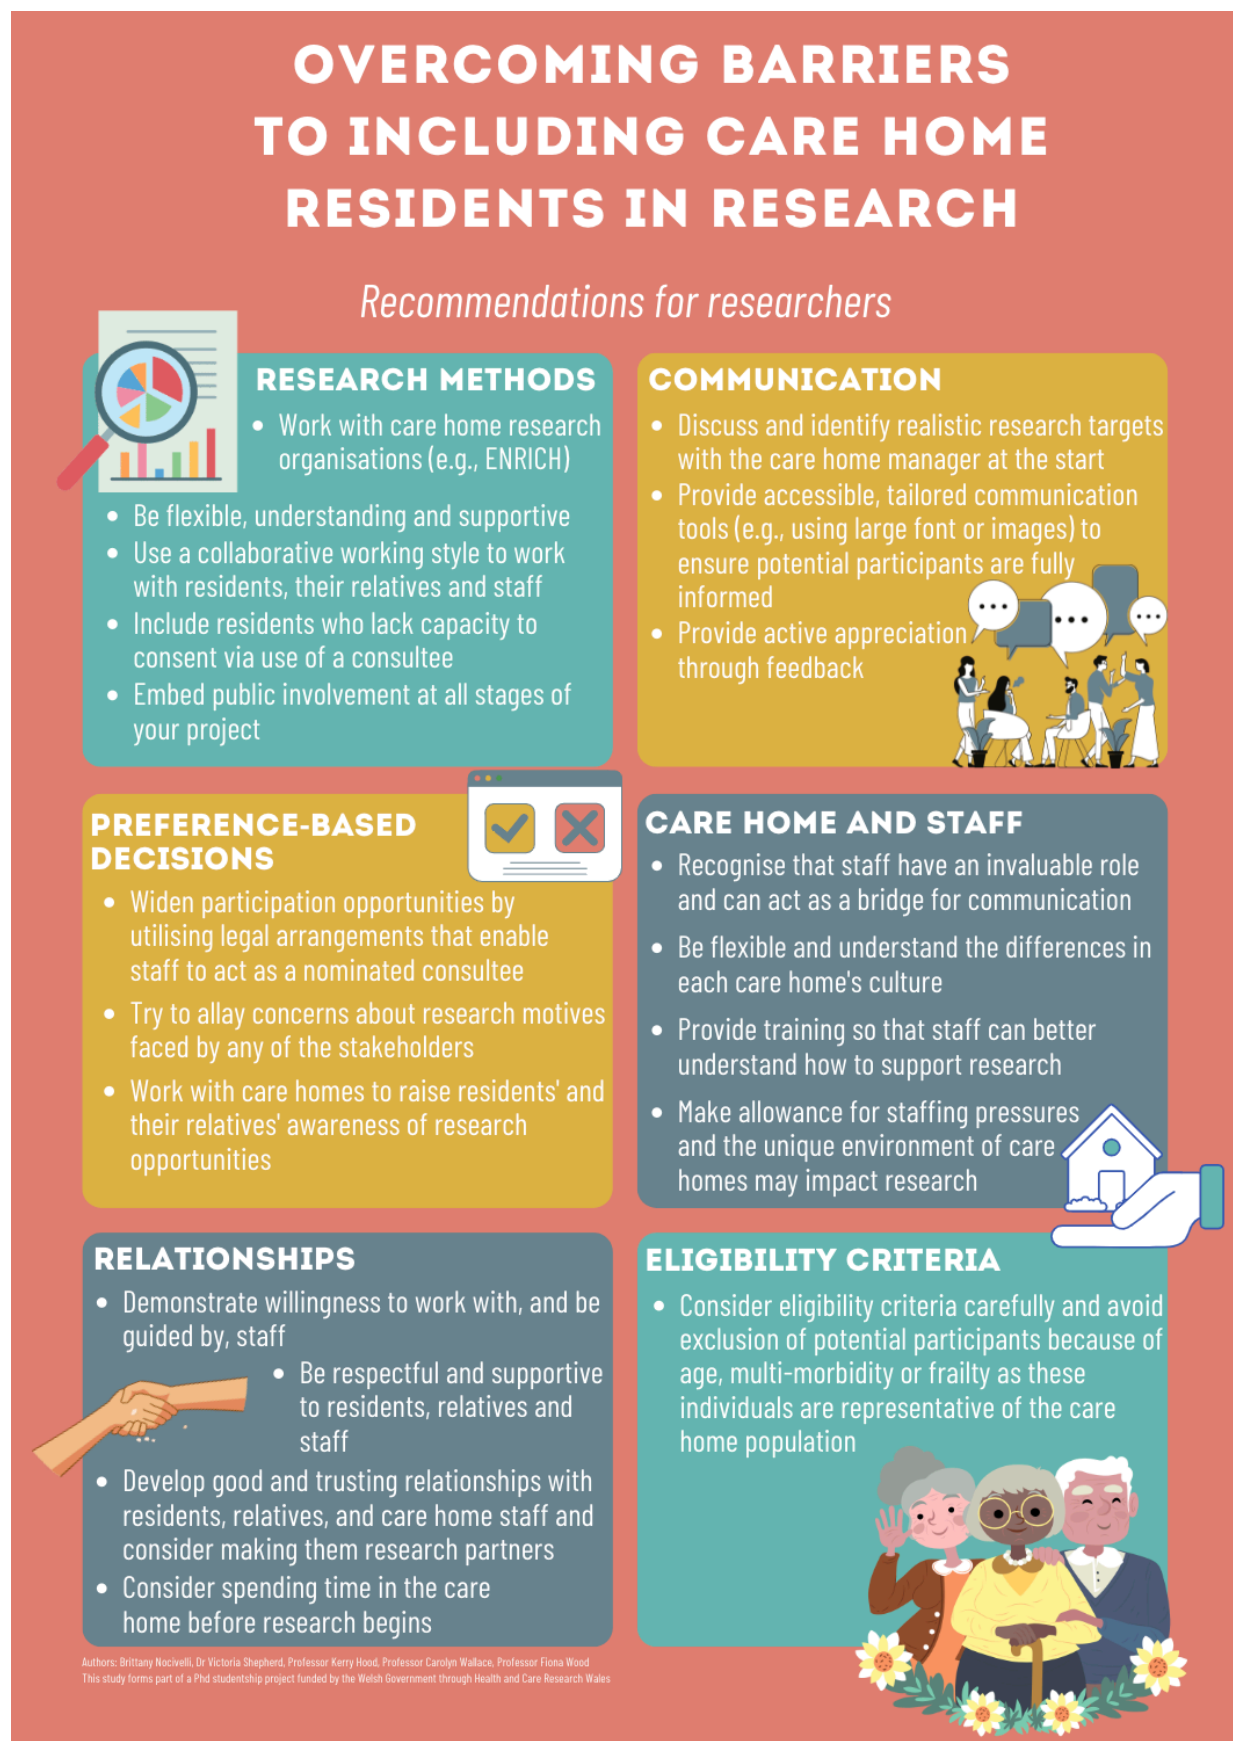 OVERCOMING BARRIERS
TO INCLUDING CARE HOME
RESIDENTS IN RESEARCH
Recommendations for researchers
RESEARCH METHODS
• Work with care home research
organisations (e.g., ENRICH)
• Be flexible, understanding and supportive
• Use a collaborative working style to work
with residents, their relatives and staff
• Include residents who lack capacity to
consent via use of a consultee
• Embed public involvement at all stages of
your project
COMMUNICATION
• Discuss and identify realistic research targets
with the care home manager at the start
• Provide accessible, tailored communication
tools (e.g., using large font or images) to
ensure potential participants are fully
informed
• Provide active appreciation
through feedback
PREFERENCE-BASED
DECISIONS
• Widen participation opportunities by
utilising legal arrangements that enable
staff to act as a nominated consultee
• Try to allay concerns about research motives
faced by any of the stakeholders
• Work with care homes to raise residents' and
their relatives' awareness of research
opportunities
CARE HOME AND STAFF
• Recognise that staff have an invaluable role
and can act as a bridge for communication
• Be flexible and understand the differences in
each care home's culture
• Provide training so that staff can better
understand how to support research
• Make allowance for staffing pressures
and the unique environment of care
homes may impact research
RELATIONSHIPS
• Demonstrate willingness to work with, and be
guided by, staff
• Be respectful and supportive
to residents, relatives and
staff
• Develop good and trusting relationships with
residents, relatives, and care home staff and
consider making them research partners
• Consider spending time in the care
home before research begins
ELIGIBILITY CRITERIA
• Consider eligibility criteria carefully and avoid
exclusion of potential participants because of
age, multi-morbidity or frailty as these
individuals are representative of the care
home population
Authors: Brittany Nocivelli, Dr Victoria Shepherd, Professor Kerry Hood, Professor Carolyn Wallace, Professor Fiona Wood
This study forms part of a Phd studentship project funded by the Welsh Government through Health and Care Research Wales